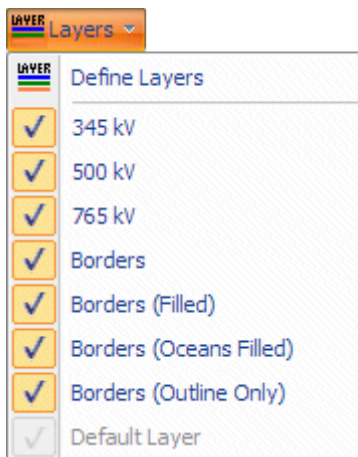 LAYER Layers
LAYER Define Layers
345 kV
500 kV
765 kV
Borders
Borders (Filled)
Borders (Oceans Filled)
Borders (Outline Only)
Default Layer